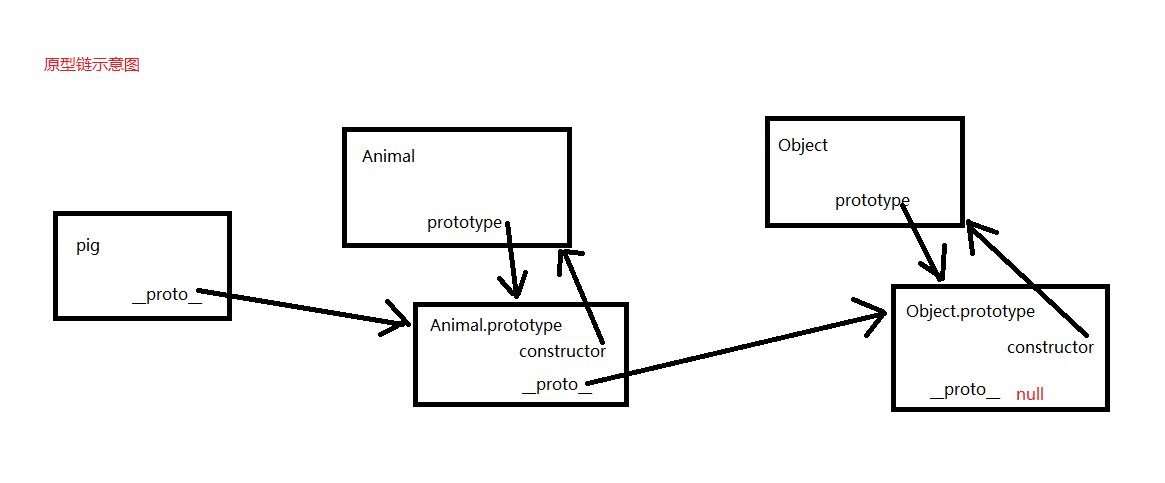 原型链示意图
pig
__proto__
Animal
prototype
Animal.prototype
constructor
__proto__
Object
prototype
Object.prototype
constructor
__proto__ null